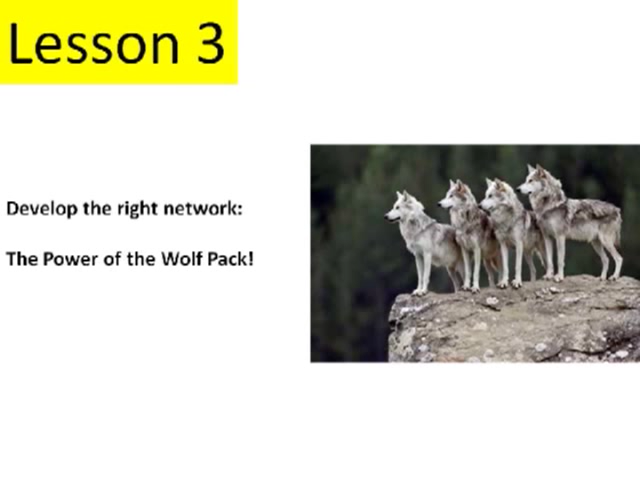 Lesson 3
Develop the right network:
The Power of the Wolf Pack!